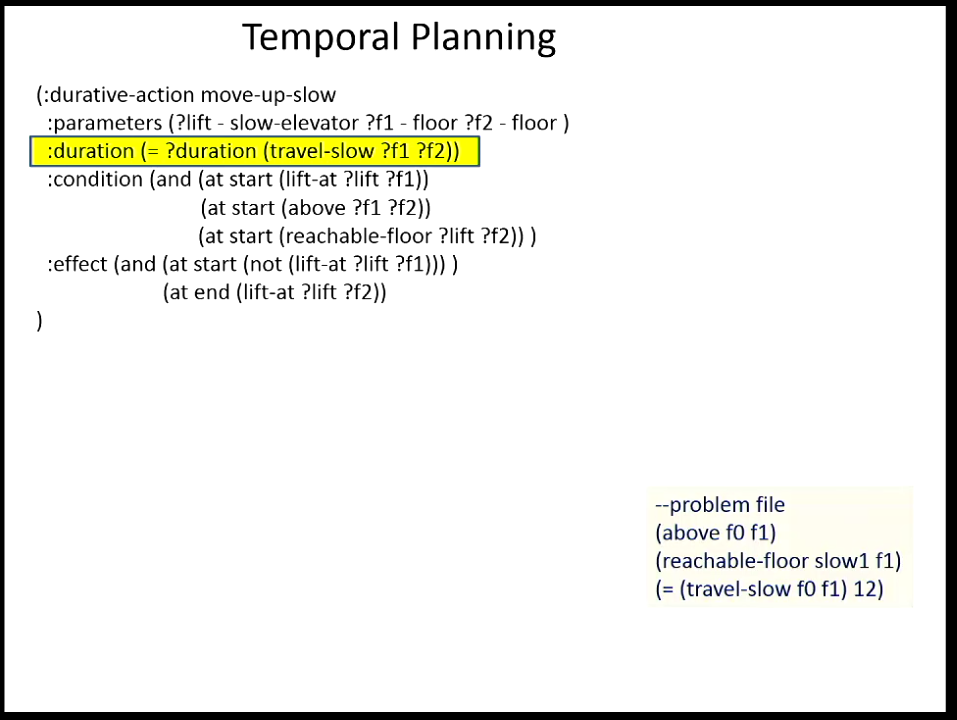 Temporal Planning
(:durative-action move-up-slow
:parameters (?lift - slow-elevator ?f1 - floor ?f2 - floor )
:duration (= ?duration (travel-slow ?f1 ?f2))
:condition (and (at start (lift-at ?lift ?f1))
(at start (above ?f1 ?f2))
(at start (reachable-floor ?lift ?f2)) )
:effect (and (at start (not (lift-at ?lift ?f1))) )
(at end (lift-at ?lift ?f2))
)
--problem file
(above f0 f1)
(reachable-floor slow1 f1)
(= (travel-slow f0 f1) 12)